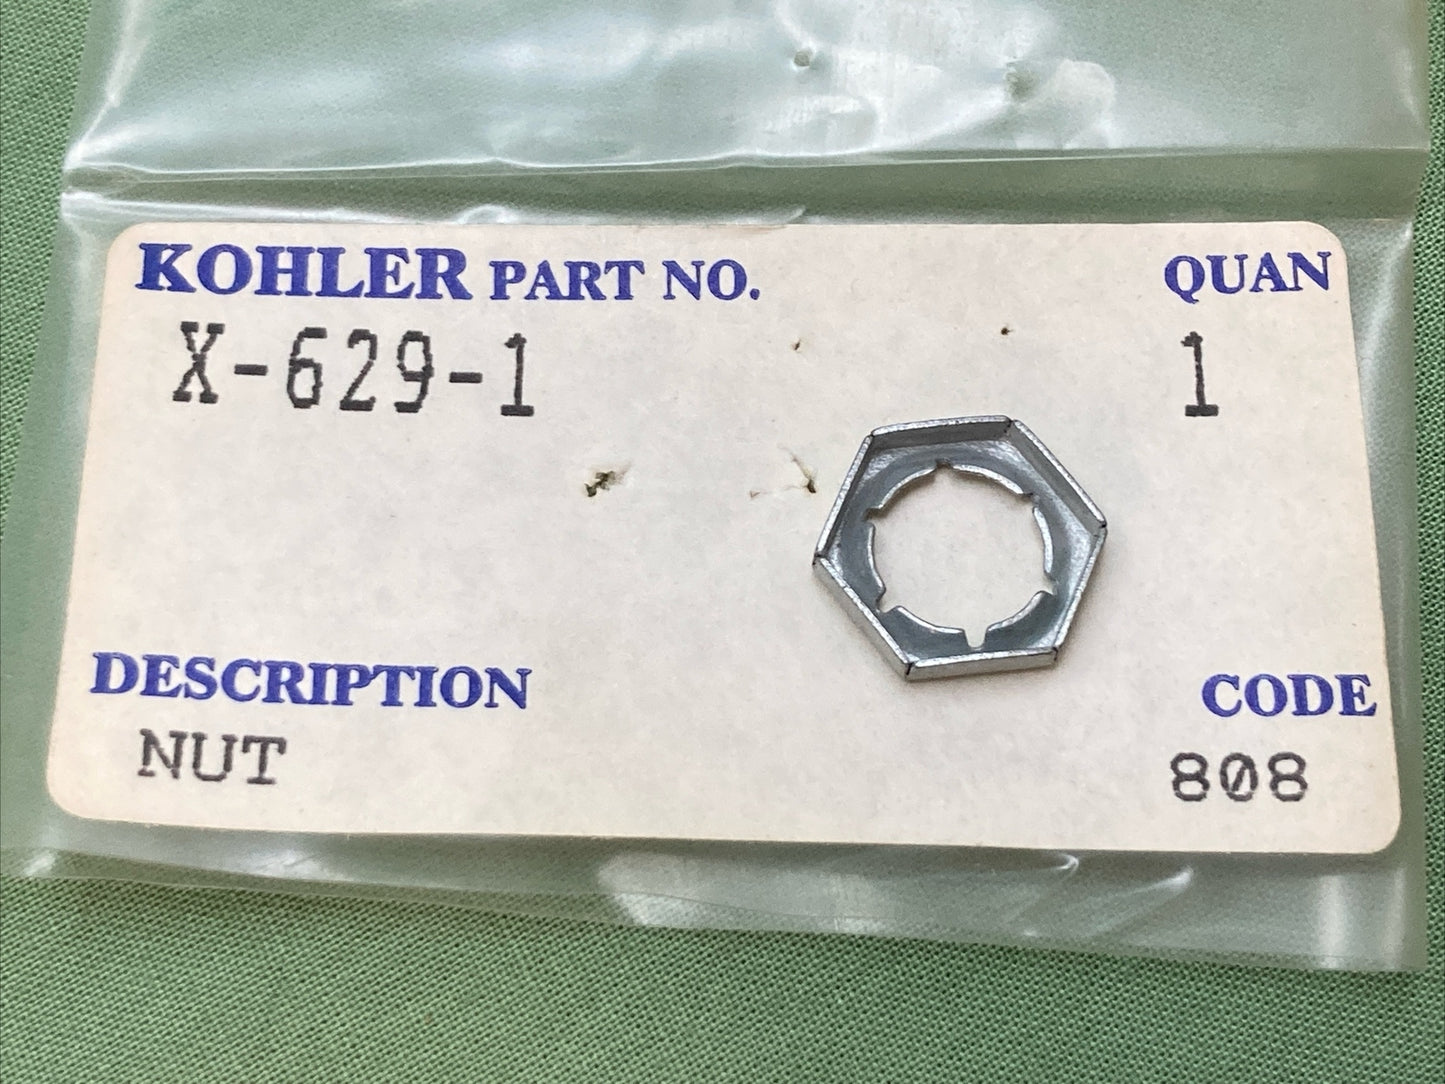 KOHLER PART NO. QUAN
X-629-1 1
DESCRIPTION CODE
NUT 808